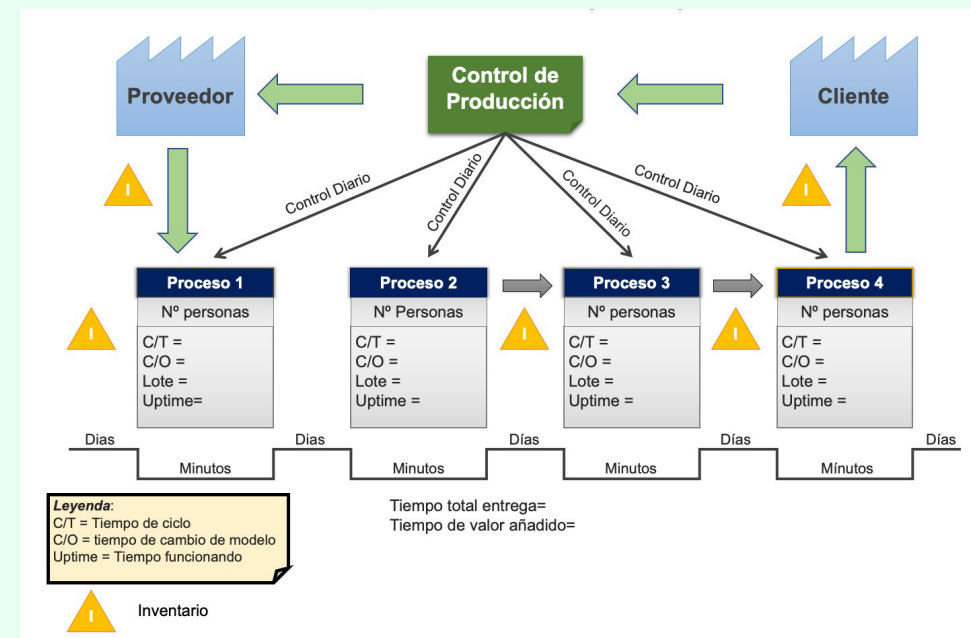 Proveedor
Control de
Producción
Cliente
I
I
Control Diario
Control Diario
Control Diario
Control Diario
Proceso 1
Proceso 2
Proceso 3
Proceso 4
Nº personas
Nº Personas
Nº personas
Nº personas
I
I
I
C/T =
C/O =
Lote =
Uptime=
C/T =
C/O =
Lote =
Uptime =
C/T =
C/O =
Lote =
Uptime =
C/T =
C/O =
Lote =
Uptime =
Dias
Dias
Días
Días
Días
Minutos
Minutos
Minutos
Mínutos
Leyenda:
C/T = Tiempo de ciclo
C/O = tiempo de cambio de modelo
Uptime = Tiempo funcionando
Tiempo total entrega=
Tiempo de valor añadido=
I
Inventario